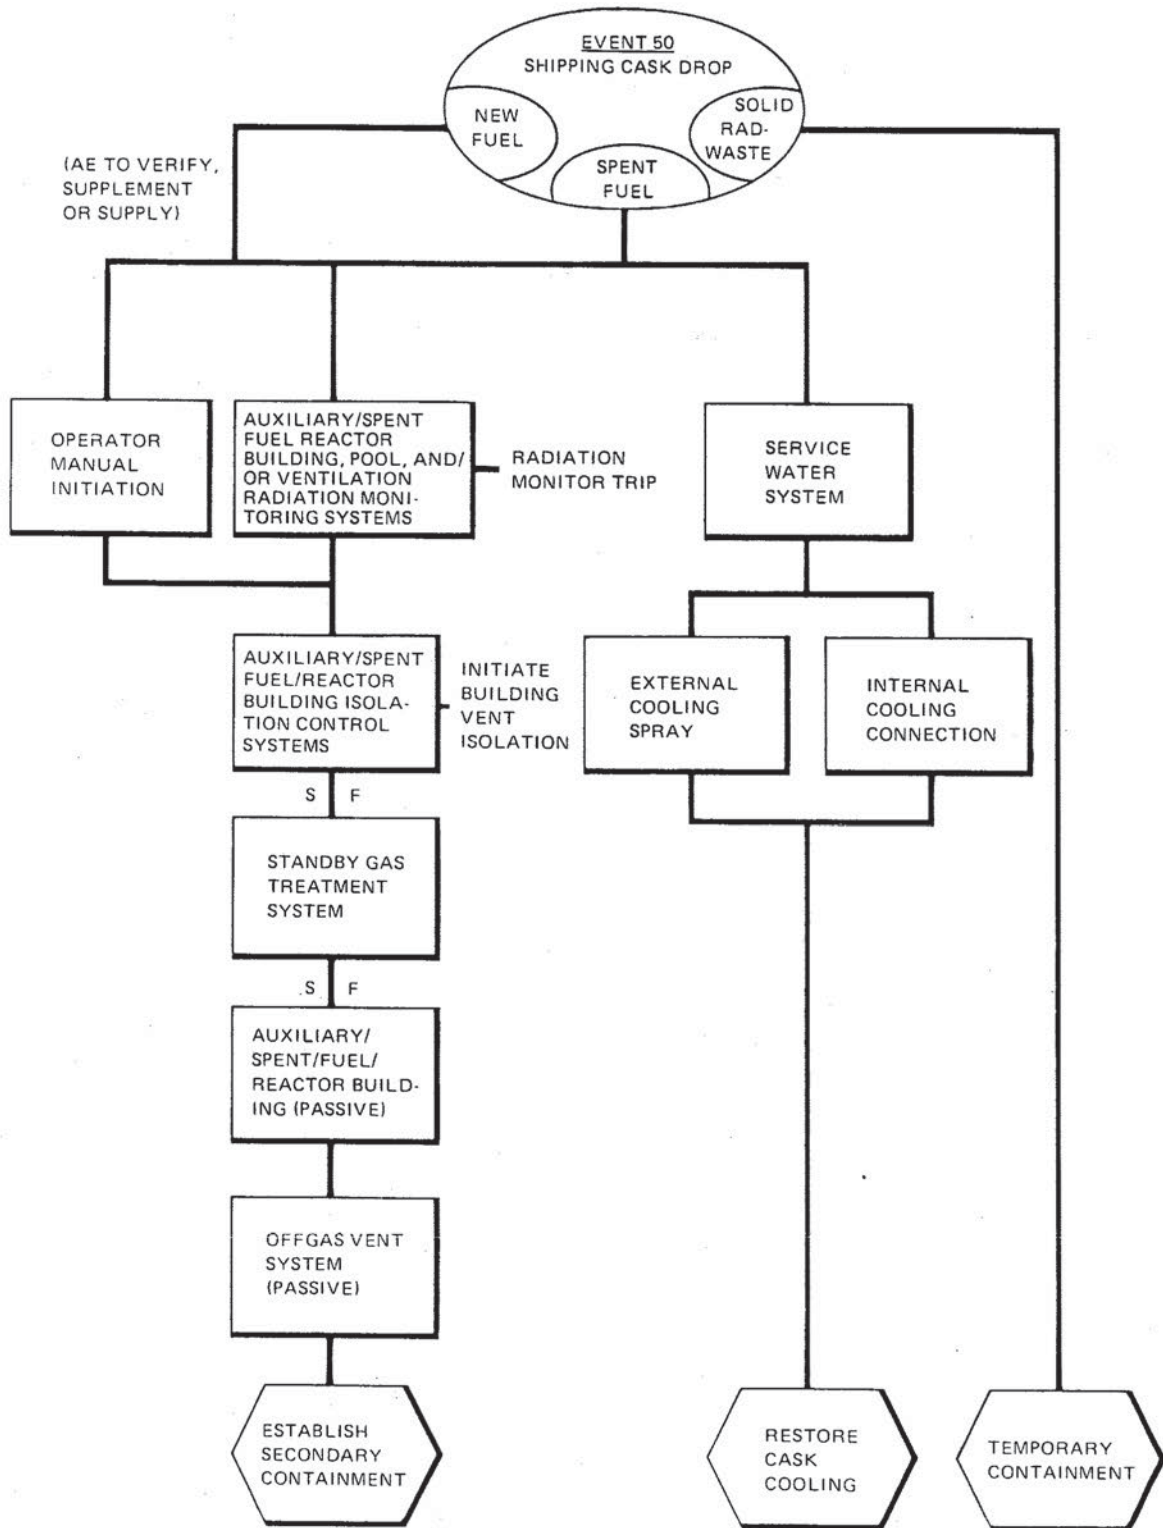 EVENT 50
SHIPPING CASK DROP
NEW
FUEL
SPENT
FUEL
SOLID
RAD-
WASTE
(AE TO VERIFY,
SUPPLEMENT
OR SUPPLY)
OPERATOR
MANUAL
INITIATION
AUXILIARY/SPENT
FUEL REACTOR
BUILDING, POOL, AND/
OR VENTILATION
RADIATION MONI-
TORING SYSTEMS
RADIATION
MONITOR TRIP
SERVICE
WATER
SYSTEM
AUXILIARY/SPENT
FUEL/REACTOR
BUILDING ISOLA-
TION CONTROL
SYSTEMS
INITIATE
BUILDING
VENT
ISOLATION
EXTERNAL
COOLING
SPRAY
INTERNAL
COOLING
CONNECTION
S F
STANDBY GAS
TREATMENT
SYSTEM
S F
AUXILIARY/
SPENT/FUEL/
REACTOR BUILD-
ING (PASSIVE)
OFFGAS VENT
SYSTEM
(PASSIVE)
ESTABLISH
SECONDARY
CONTAINMENT
RESTORE
CASK
COOLING
TEMPORARY
CONTAINMENT